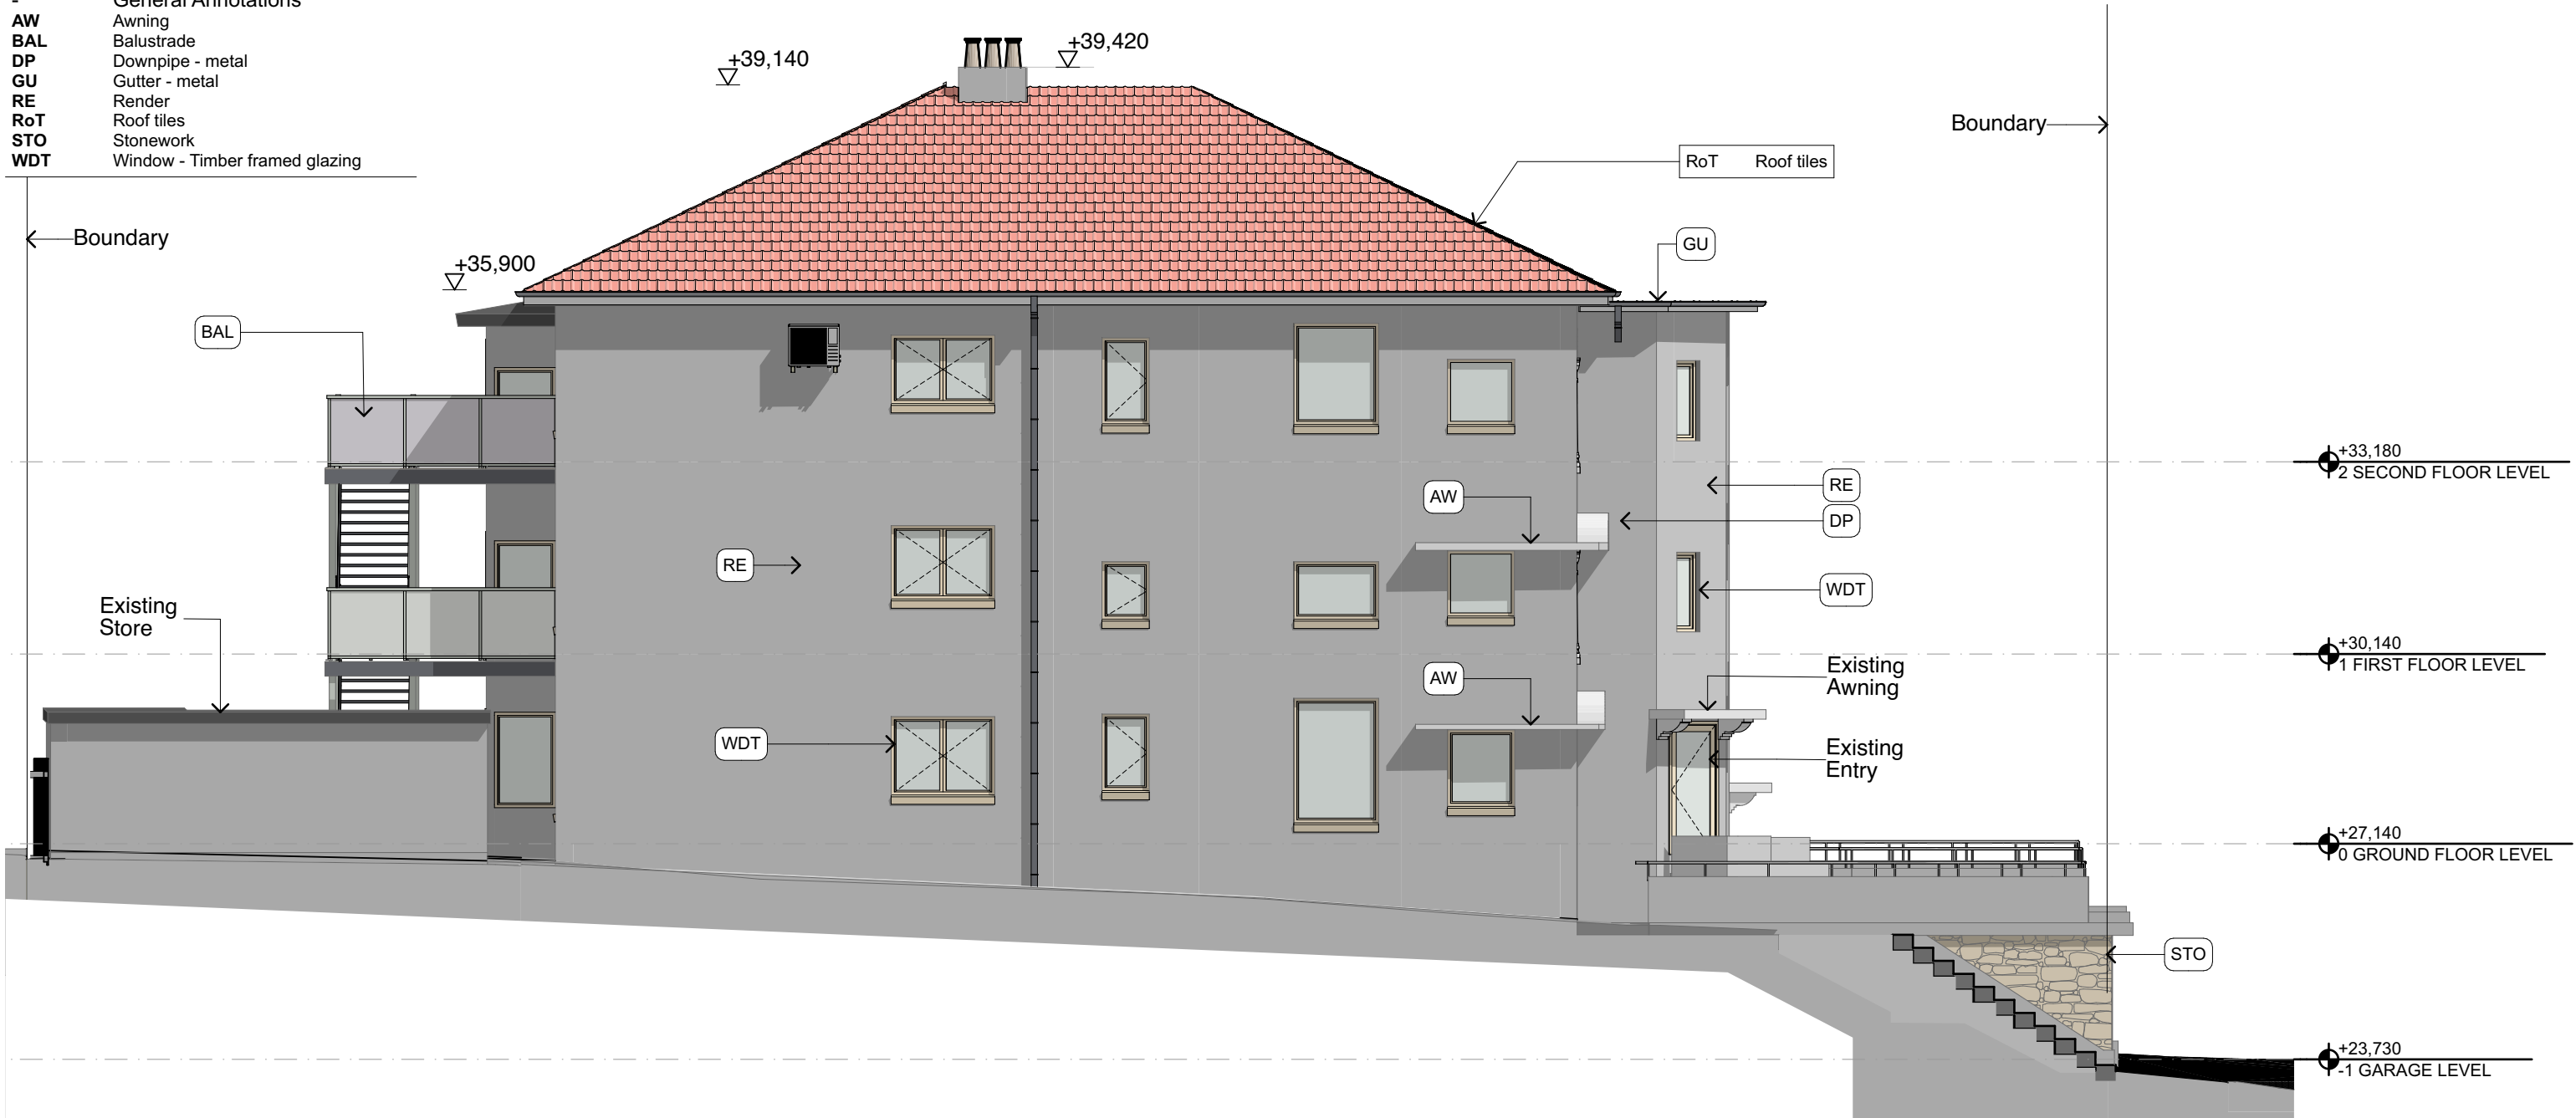 - General Annotations
AW Awning
BAL Balustrade
DP Downpipe - metal
GU Gutter - metal
RE Render
RoT Roof tiles
STO Stonework
WDT Window - Timber framed glazing
+39,140
+39,420
Boundary
RoT Roof tiles
Boundary
GU
+35,900
BAL
+33,180
2 SECOND FLOOR LEVEL
AW
RE
DP
RE
WDT
Existing
Store
+30,140
1 FIRST FLOOR LEVEL
Existing
Awning
AW
WDT
Existing
Entry
+27,140
0 GROUND FLOOR LEVEL
STO
+23,730
-1 GARAGE LEVEL